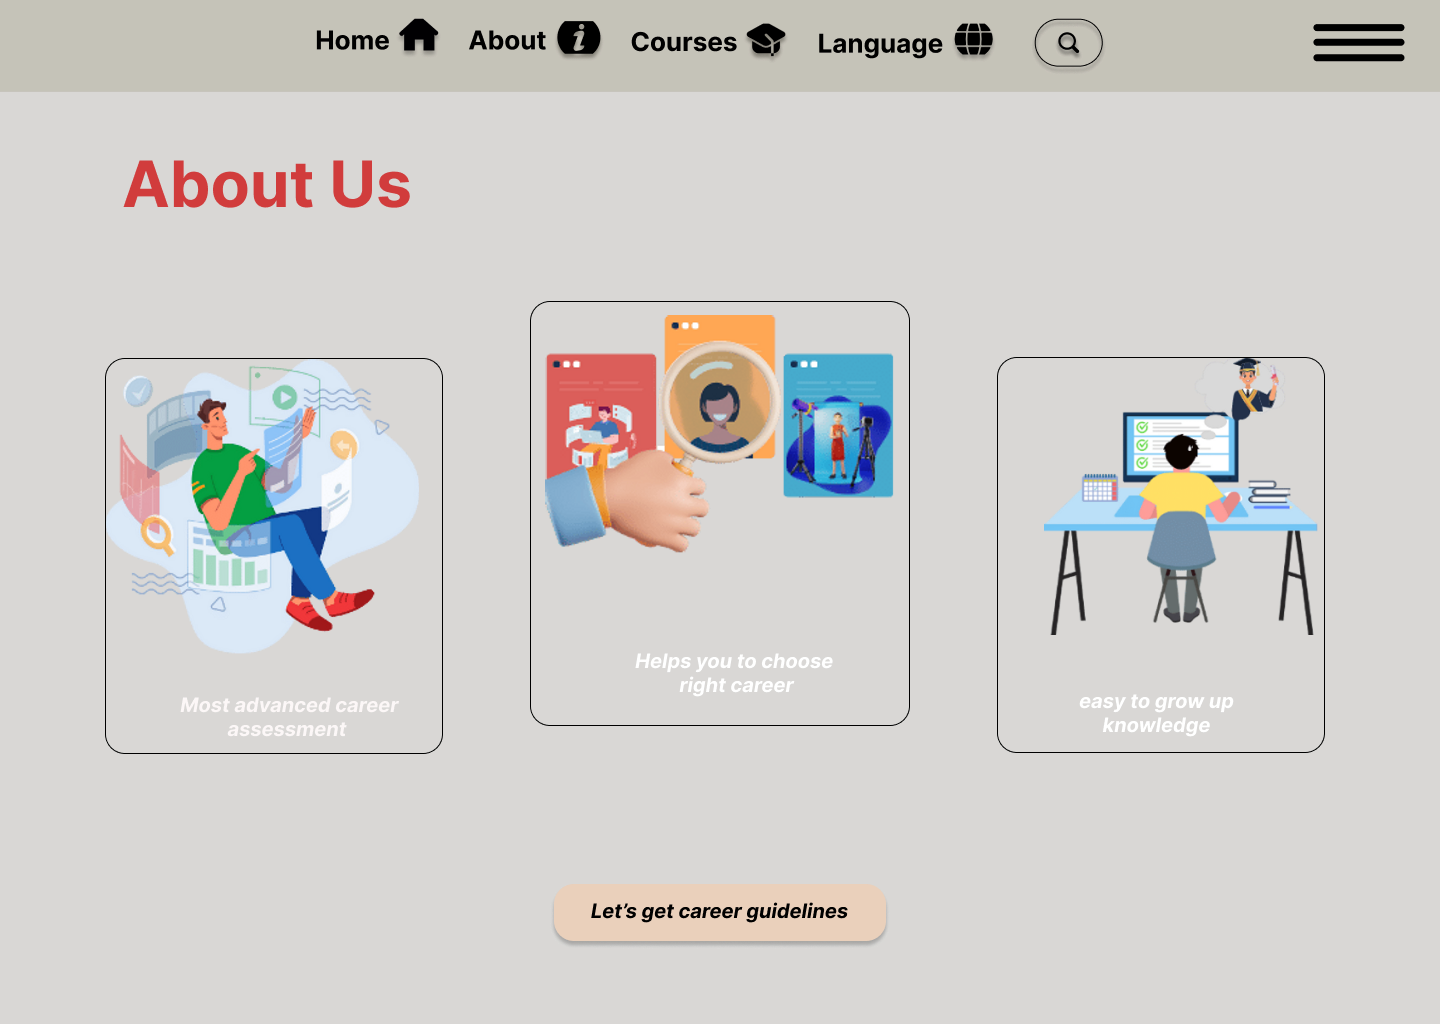 Home
About
Courses
Language
About Us
Most advanced career
assessment
Helps you to choose
right career
easy to grow up
knowledge
Let’s get career guidelines